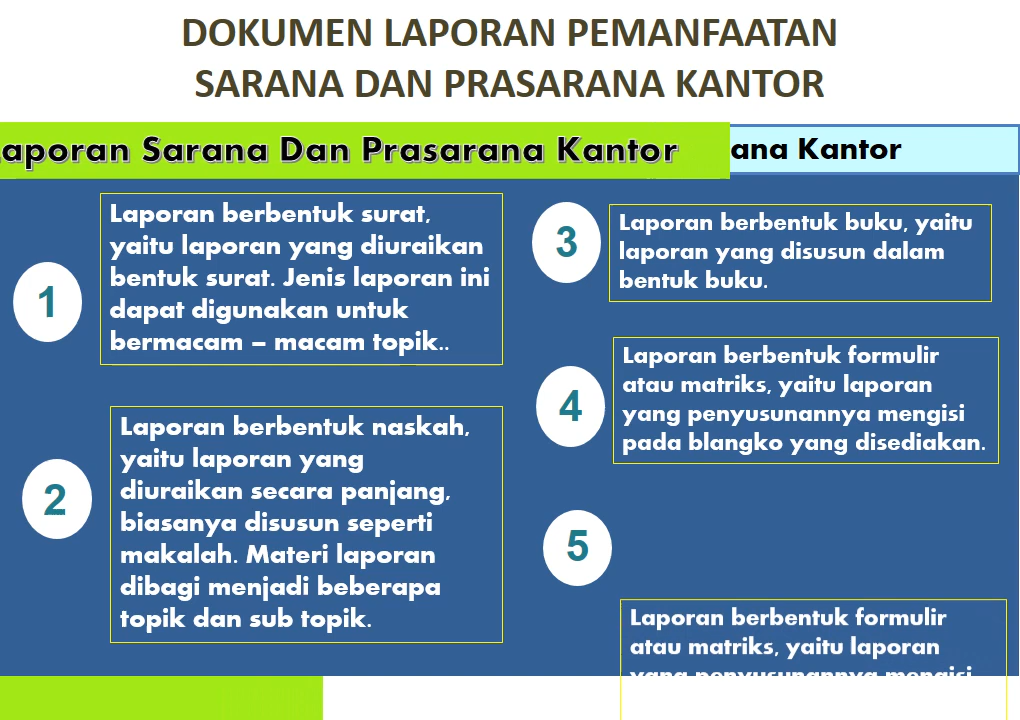 DOKUMEN LAPORAN PEMANFAATAN
SARANA DAN PRASARANA KANTOR
aporan Sarana Dan Prasarana Kantor
ana Kantor
1
Laporan berbentuk surat,
yaitu laporan yang diuraikan
bentuk surat. Jenis laporan ini
dapat digunakan untuk
bermacam – macam topik..
2
Laporan berbentuk naskah,
yaitu laporan yang
diuraikan secara panjang,
biasanya disusun seperti
makalah. Materi laporan
dibagi menjadi beberapa
topik dan sub topik.
3
Laporan berbentuk buku, yaitu
laporan yang disusun dalam
bentuk buku.
4
Laporan berbentuk formulir
atau matriks, yaitu laporan
yang penyusunannya mengisi
pada blangko yang disediakan.
5
Laporan berbentuk formulir
atau matriks, yaitu laporan
yang penyusunannya mengisi